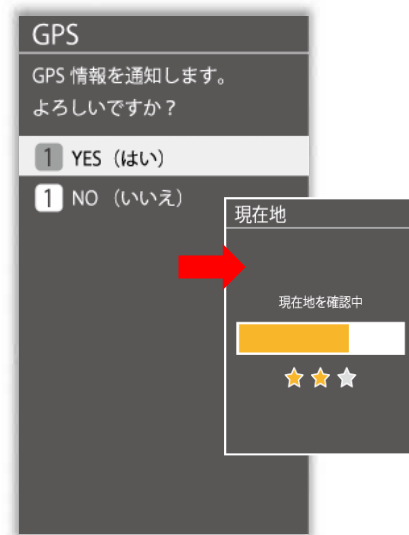 GPS
GPS 情報を通知します。
よろしいですか？
1 YES（はい）
1 NO （いいえ）
現在地
現在地を確認中